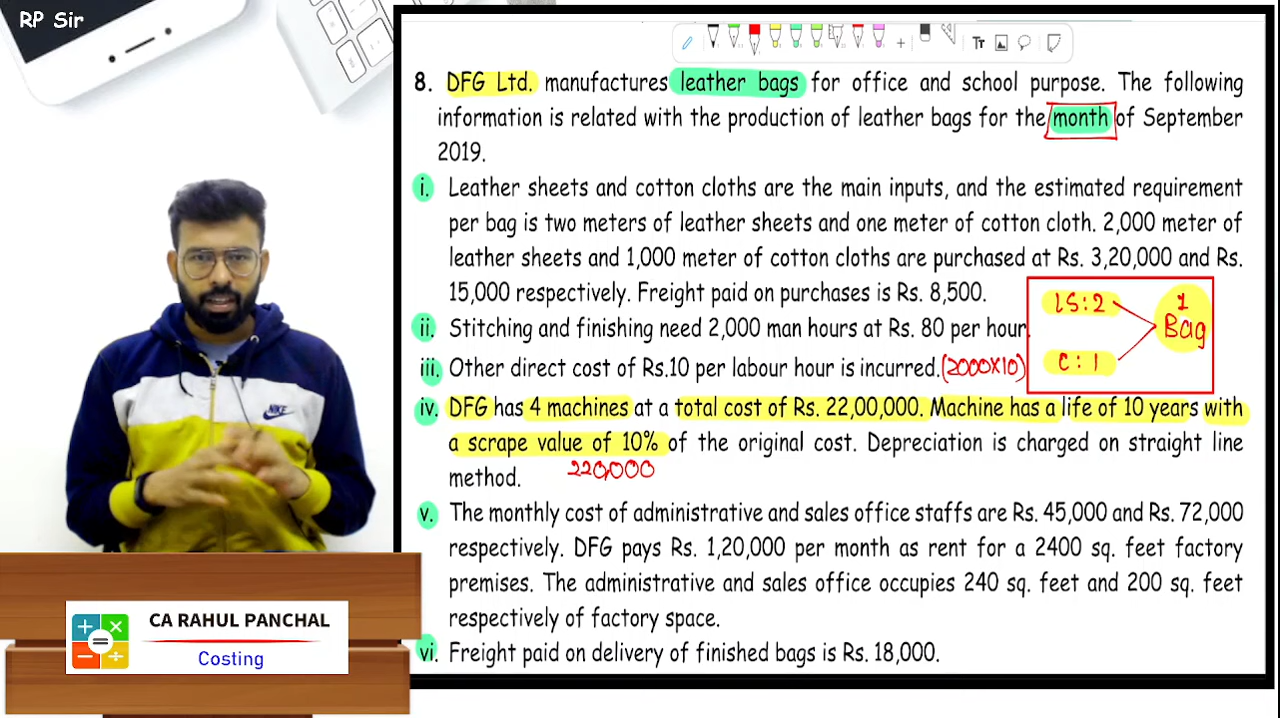 RP Sir
Tr
8. DFG Ltd. manufactures leather bags for office and school purpose. The following
information is related with the production of leather bags for the month of September
2019.
i. Leather sheets and cotton cloths are the main inputs, and the estimated requirement
per bag is two meters of leather sheets and one meter of cotton cloth. 2,000 meter of
leather sheets and 1,000 meter of cotton cloths are purchased at Rs. 3,20,000 and Rs.
15,000 respectively. Freight paid on purchases is Rs. 8,500.
LS:2
1
Bag
C:1
ii. Stitching and finishing need 2,000 man hours at Rs. 80 per hour.
iii. Other direct cost of Rs.10 per labour hour is incurred. (2000X10)
iv. DFG has 4 machines at a total cost of Rs. 22,00,000. Machine has a life of 10 years with
a scrape value of 10% of the original cost. Depreciation is charged on straight line
220,000
method.
v. The monthly cost of administrative and sales office staffs are Rs. 45,000 and Rs. 72,000
respectively. DFG pays Rs. 1,20,000 per month as rent for a 2400 sq. feet factory
premises. The administrative and sales office occupies 240 sq. feet and 200 sq. feet
respectively of factory space.
vi. Freight paid on delivery of finished bags is Rs. 18,000.
NIKE
CA RAHUL PANCHAL
Costing